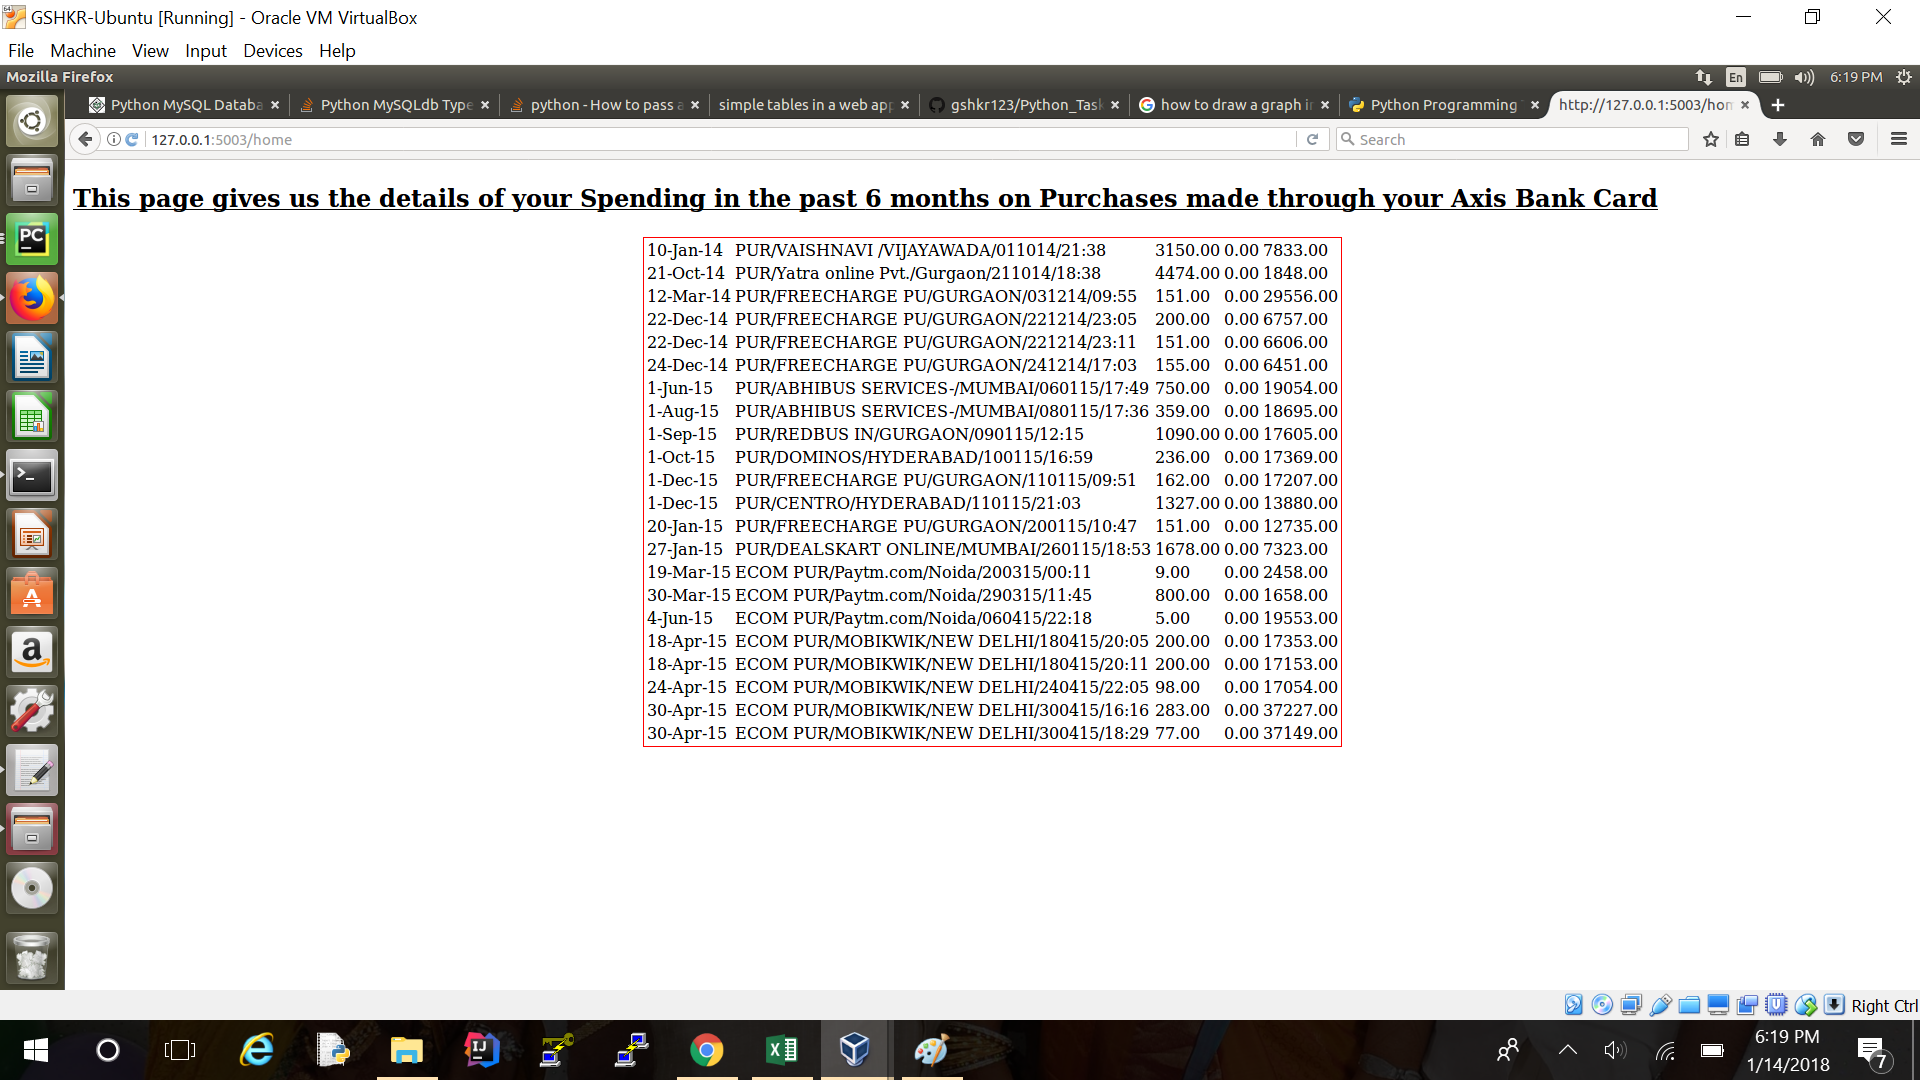 GSHKR-Ubuntu [Running] - Oracle VM VirtualBox
File Machine View Input Devices Help
Mozilla Firefox
En
6:19 PM
Python MySQL Databa
Python MySQLdb Type
python - How to pass a
simple tables in a web app
gshkr123/Python_Task
how to draw a graph in
Python Programming
http://127.0.0.1:5003/hom
127.0.0.1:5003/home
Search
This page gives us the details of your Spending in the past 6 months on Purchases made through your Axis Bank Card
10-Jan-14 PUR/VAISHNAVI /VIJAYAWADA/011014/21:38 3150.00 0.00 7833.00
21-Oct-14 PUR/Yatra online Pvt./Gurgaon/211014/18:38 4474.00 0.00 1848.00
12-Mar-14 PUR/FREECHARGE PU/GURGAON/031214/09:55 151.00 0.00 29556.00
22-Dec-14 PUR/FREECHARGE PU/GURGAON/221214/23:05 200.00 0.00 6757.00
22-Dec-14 PUR/FREECHARGE PU/GURGAON/221214/23:11 151.00 0.00 6606.00
24-Dec-14 PUR/FREECHARGE PU/GURGAON/241214/17:03 155.00 0.00 6451.00
1-Jun-15 PUR/ABHIBUS SERVICES-/MUMBAI/060115/17:49 750.00 0.00 19054.00
1-Aug-15 PUR/ABHIBUS SERVICES-/MUMBAI/080115/17:36 359.00 0.00 18695.00
1-Sep-15 PUR/REDBUS IN/GURGAON/090115/12:15 1090.00 0.00 17605.00
1-Oct-15 PUR/DOMINOS/HYDERABAD/100115/16:59 236.00 0.00 17369.00
1-Dec-15 PUR/FREECHARGE PU/GURGAON/110115/09:51 162.00 0.00 17207.00
1-Dec-15 PUR/CENTRO/HYDERABAD/110115/21:03 1327.00 0.00 13880.00
20-Jan-15 PUR/FREECHARGE PU/GURGAON/200115/10:47 151.00 0.00 12735.00
27-Jan-15 PUR/DEALSKART ONLINE/MUMBAI/260115/18:53 1678.00 0.00 7323.00
19-Mar-15 ECOM PUR/Paytm.com/Noida/200315/00:11 9.00 0.00 2458.00
30-Mar-15 ECOM PUR/Paytm.com/Noida/290315/11:45 800.00 0.00 1658.00
4-Jun-15 ECOM PUR/Paytm.com/Noida/060415/22:18 5.00 0.00 19553.00
18-Apr-15 ECOM PUR/MOBIKWIK/NEW DELHI/180415/20:05 200.00 0.00 17353.00
18-Apr-15 ECOM PUR/MOBIKWIK/NEW DELHI/180415/20:11 200.00 0.00 17153.00
24-Apr-15 ECOM PUR/MOBIKWIK/NEW DELHI/240415/22:05 98.00 0.00 17054.00
30-Apr-15 ECOM PUR/MOBIKWIK/NEW DELHI/300415/16:16 283.00 0.00 37227.00
30-Apr-15 ECOM PUR/MOBIKWIK/NEW DELHI/300415/18:29 77.00 0.00 37149.00
Right Ctrl
6:19 PM
1/14/2018
7